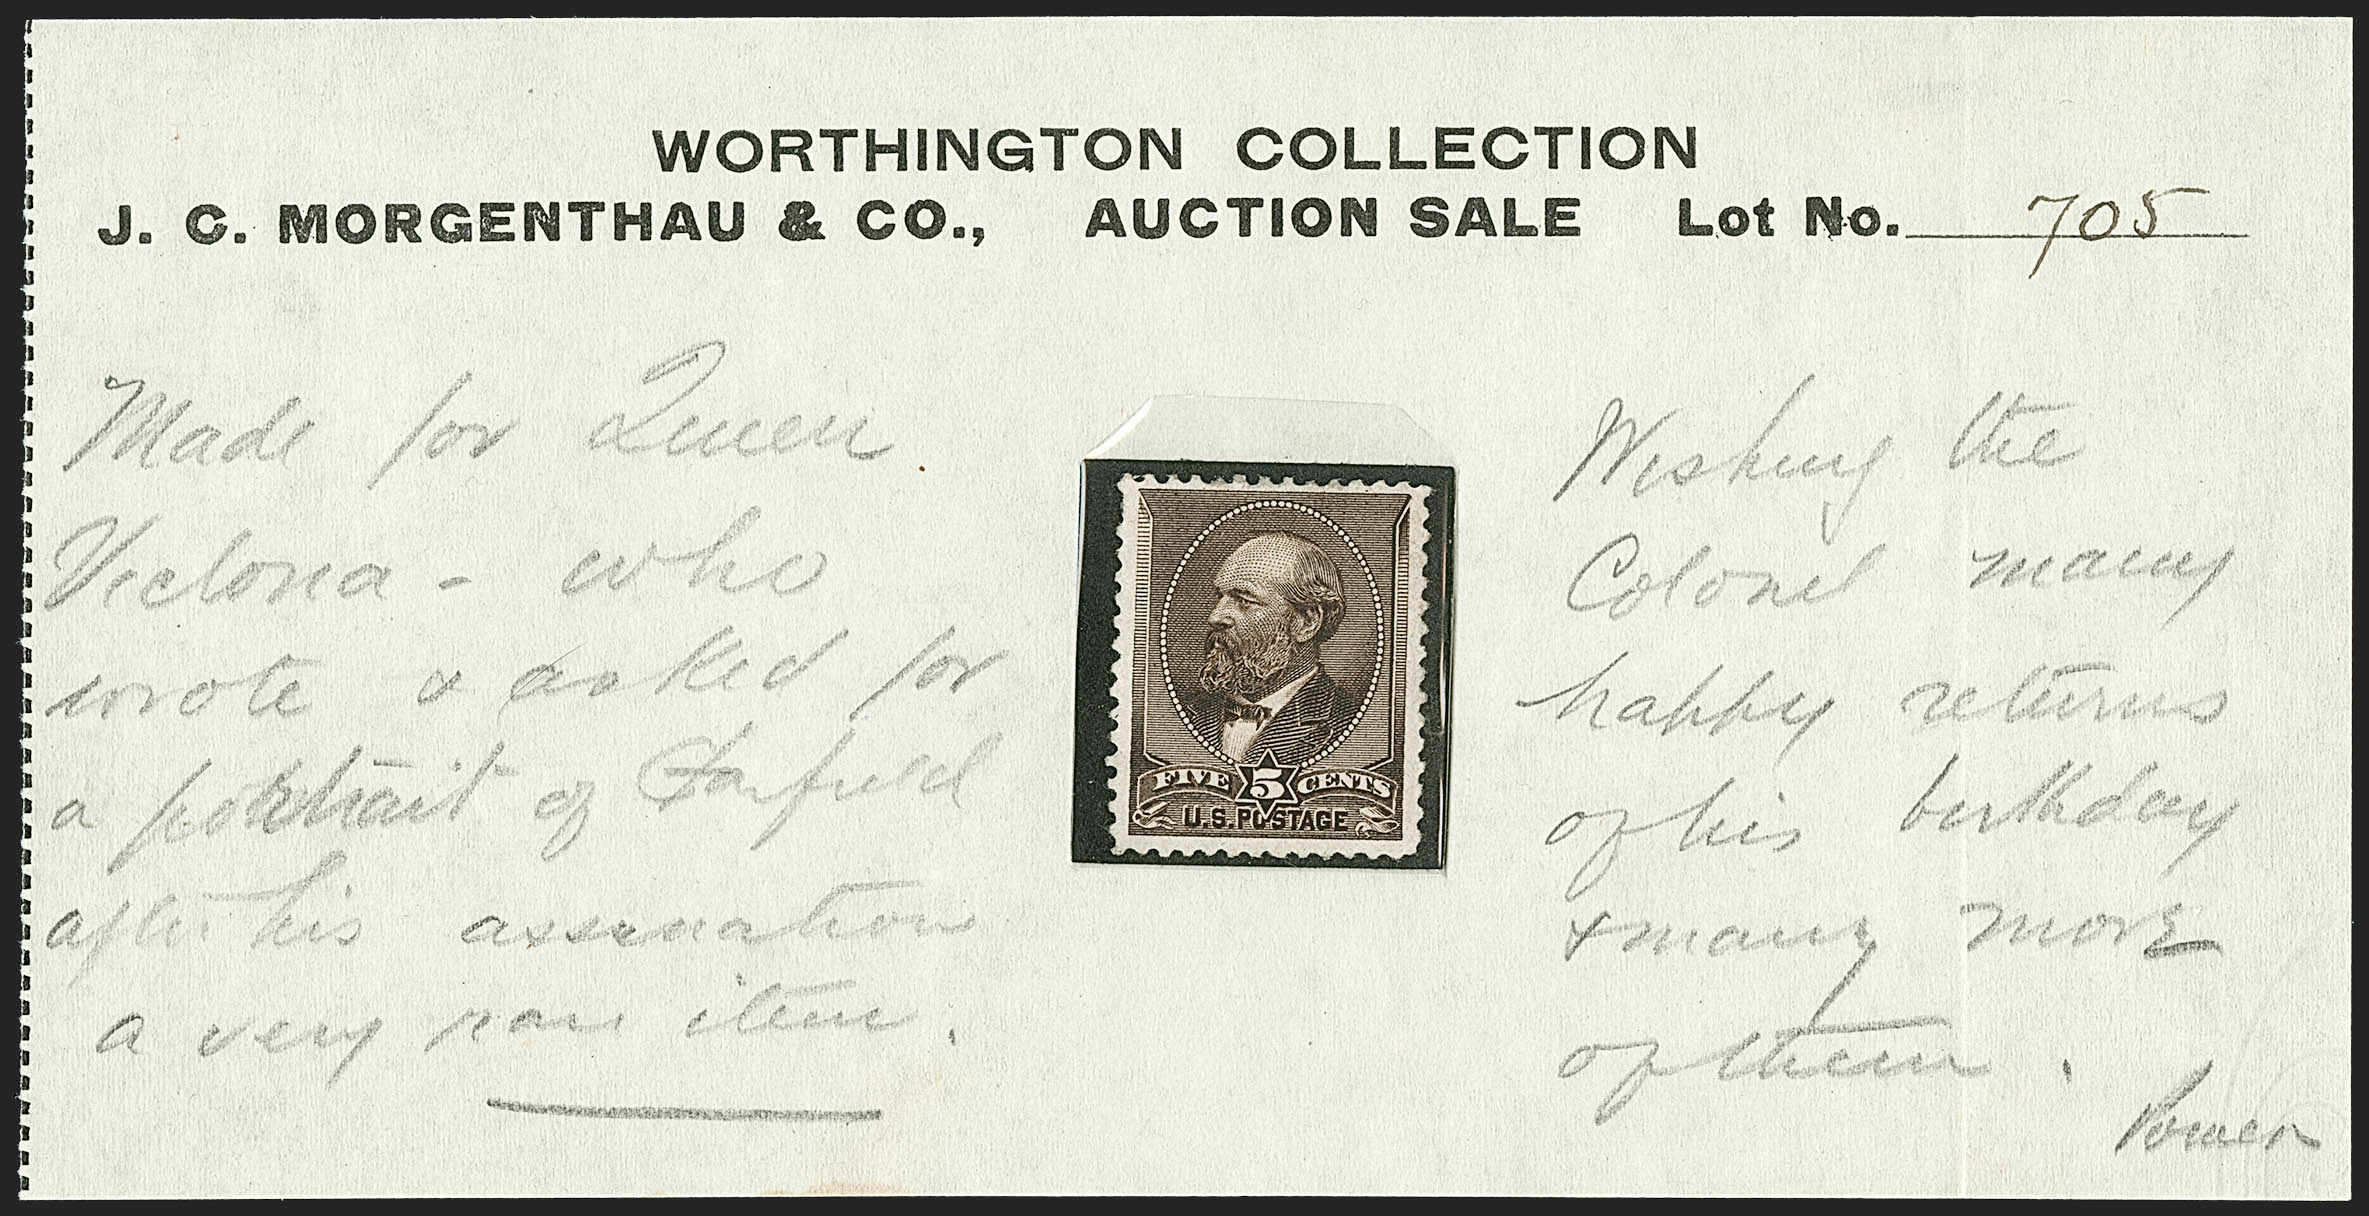 WORTHINGTON COLLECTION
J. C. MORGENTHAU & CO., AUCTION SALE Lot No. 705
Made for Queen
Victoria - who
wrote & asked for
a portrait of Garfield
after his assination
a very rare item.
FIVE 5 CENTS
U.S. POSTAGE
Wishing the
Colonel many
happy returns
of his birthday
& many more
of them.
Power